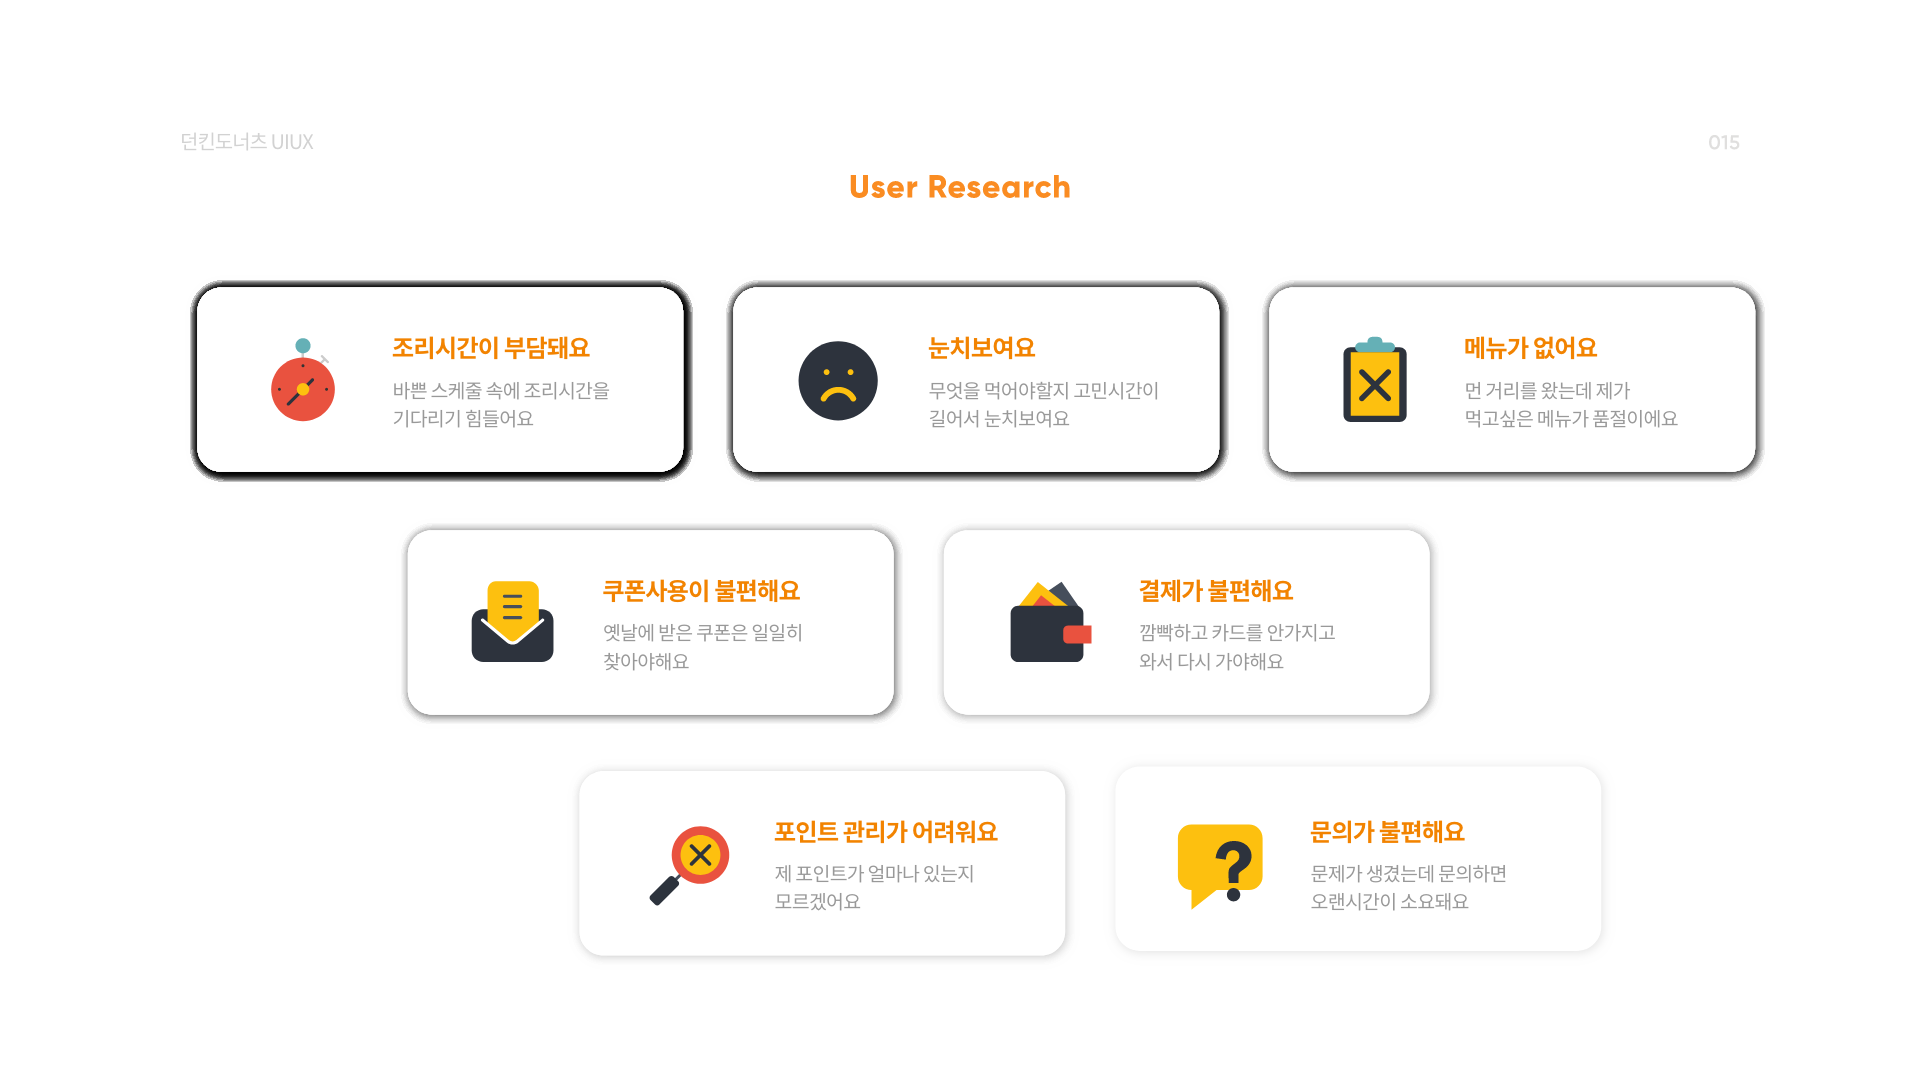 던킨도너츠 UIUX
015
User Research
조리시간이 부담돼요
바쁜 스케줄 속에 조리시간을
기다리기 힘들어요
눈치보여요
무엇을 먹어야할지 고민시간이
길어서 눈치보여요
메뉴가 없어요
먼 거리를 왔는데 제가
먹고싶은 메뉴가 품절이에요
쿠폰사용이 불편해요
옛날에 받은 쿠폰은 일일히
찾아야해요
결제가 불편해요
깜빡하고 카드를 안가지고
와서 다시 가야해요
포인트 관리가 어려워요
제 포인트가 얼마나 있는지
모르겠어요
문의가 불편해요
문제가 생겼는데 문의하면
오랜시간이 소요돼요